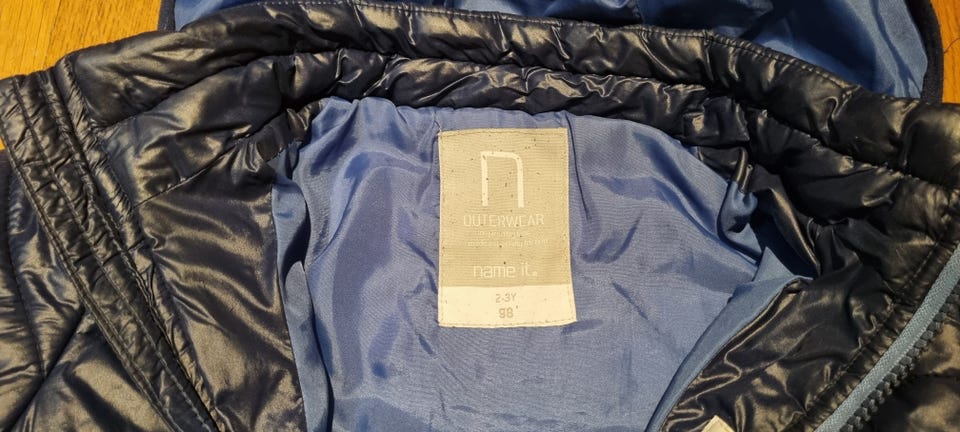 n
OUTERWEAR
name it.
2-3Y
98